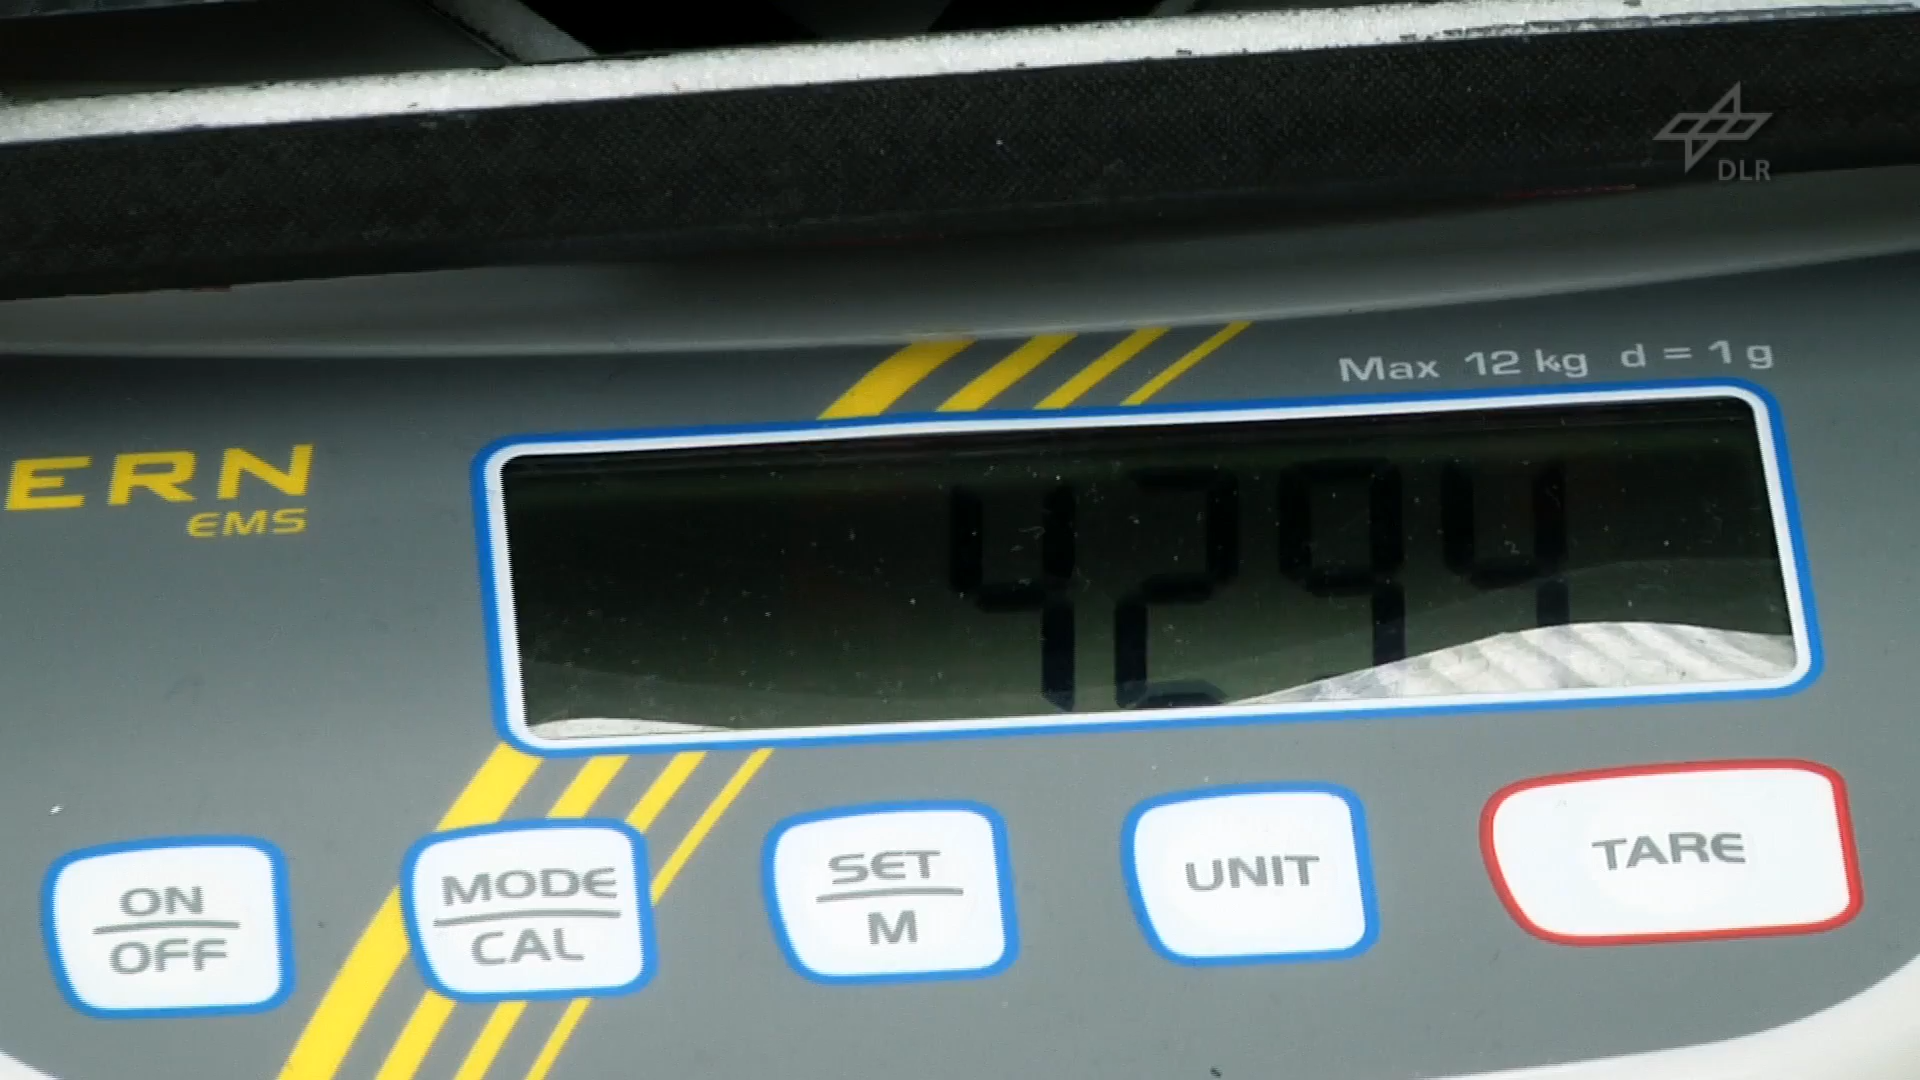 DLR
Max 12 kg d = 1 g
ERN
EMS
4294
ON
OFF
MODE
CAL
SET
M
UNIT
TARE